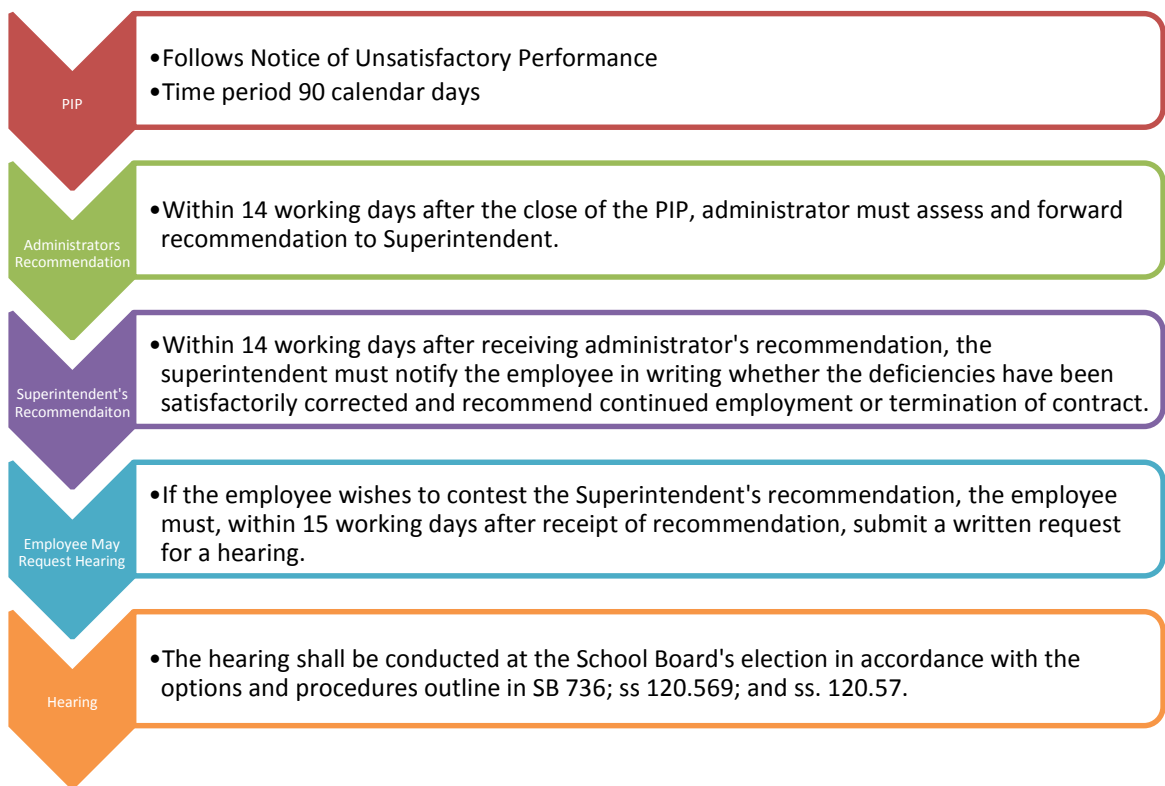 PIP
•Follows Notice of Unsatisfactory Performance
•Time period 90 calendar days
Administrators
Recommendation
•Within 14 working days after the close of the PIP, administrator must assess and forward
recommendation to Superintendent.
Superintendent's
Recommendaiton
•Within 14 working days after receiving administrator's recommendation, the
superintendent must notify the employee in writing whether the deficiencies have been
satisfactorily corrected and recommend continued employment or termination of contract.
Employee May
Request Hearing
•If the employee wishes to contest the Superintendent's recommendation, the employee
must, within 15 working days after receipt of recommendation, submit a written request
for a hearing.
Hearing
•The hearing shall be conducted at the School Board's election in accordance with the
options and procedures outline in SB 736; ss 120.569; and ss. 120.57.